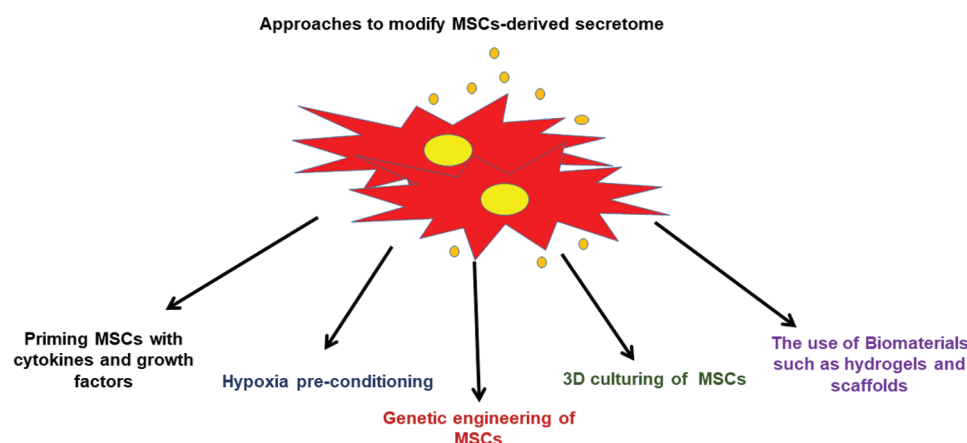 Approaches to modify MSCs-derived secretome
Priming MSCs with
cytokines and growth
factors
Hypoxia pre-conditioning
Genetic engineering of
MSCs
3D culturing of MSCs
The use of Biomaterials
such as hydrogels and
scaffolds